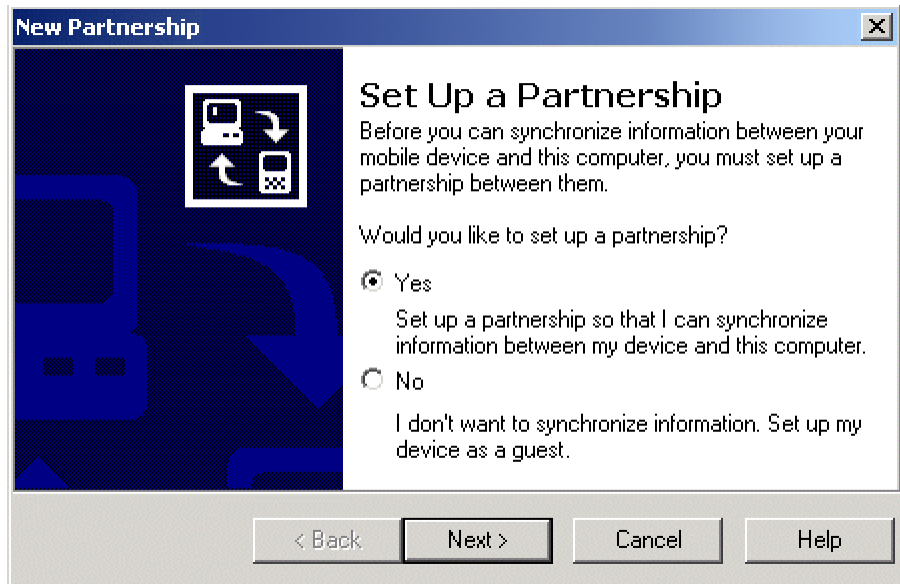 New Partnership
Set Up a Partnership
Before you can synchronize information between your
mobile device and this computer, you must set up a
partnership between them.
Would you like to set up a partnership?
Yes
Set up a partnership so that I can synchronize
information between my device and this computer.
No
I don't want to synchronize information. Set up my
device as a guest.
< Back
Next >
Cancel
Help